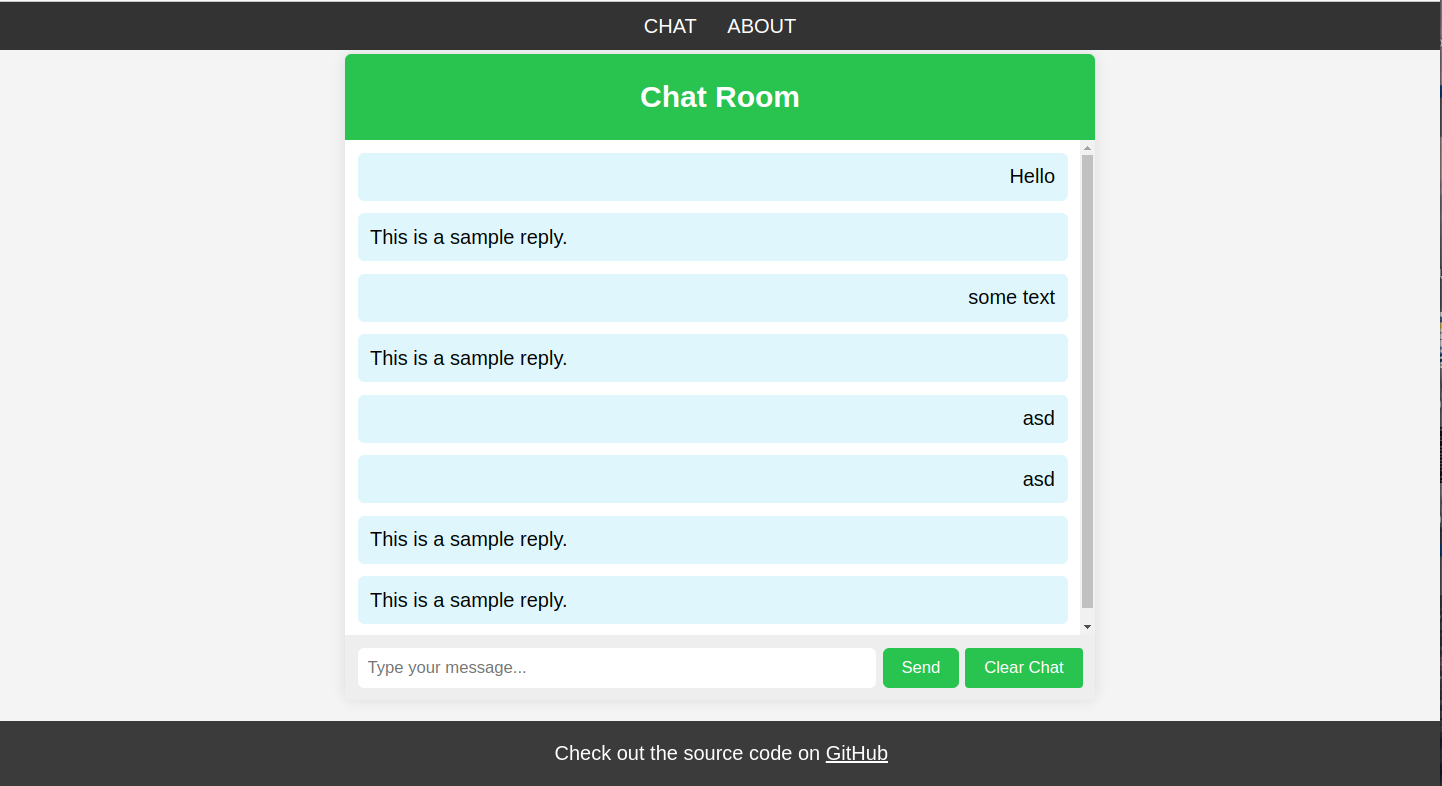 CHAT ABOUT
Chat Room
Hello
This is a sample reply.
some text
This is a sample reply.
asd
asd
This is a sample reply.
This is a sample reply.
Type your message... Send Clear Chat
Check out the source code on GitHub